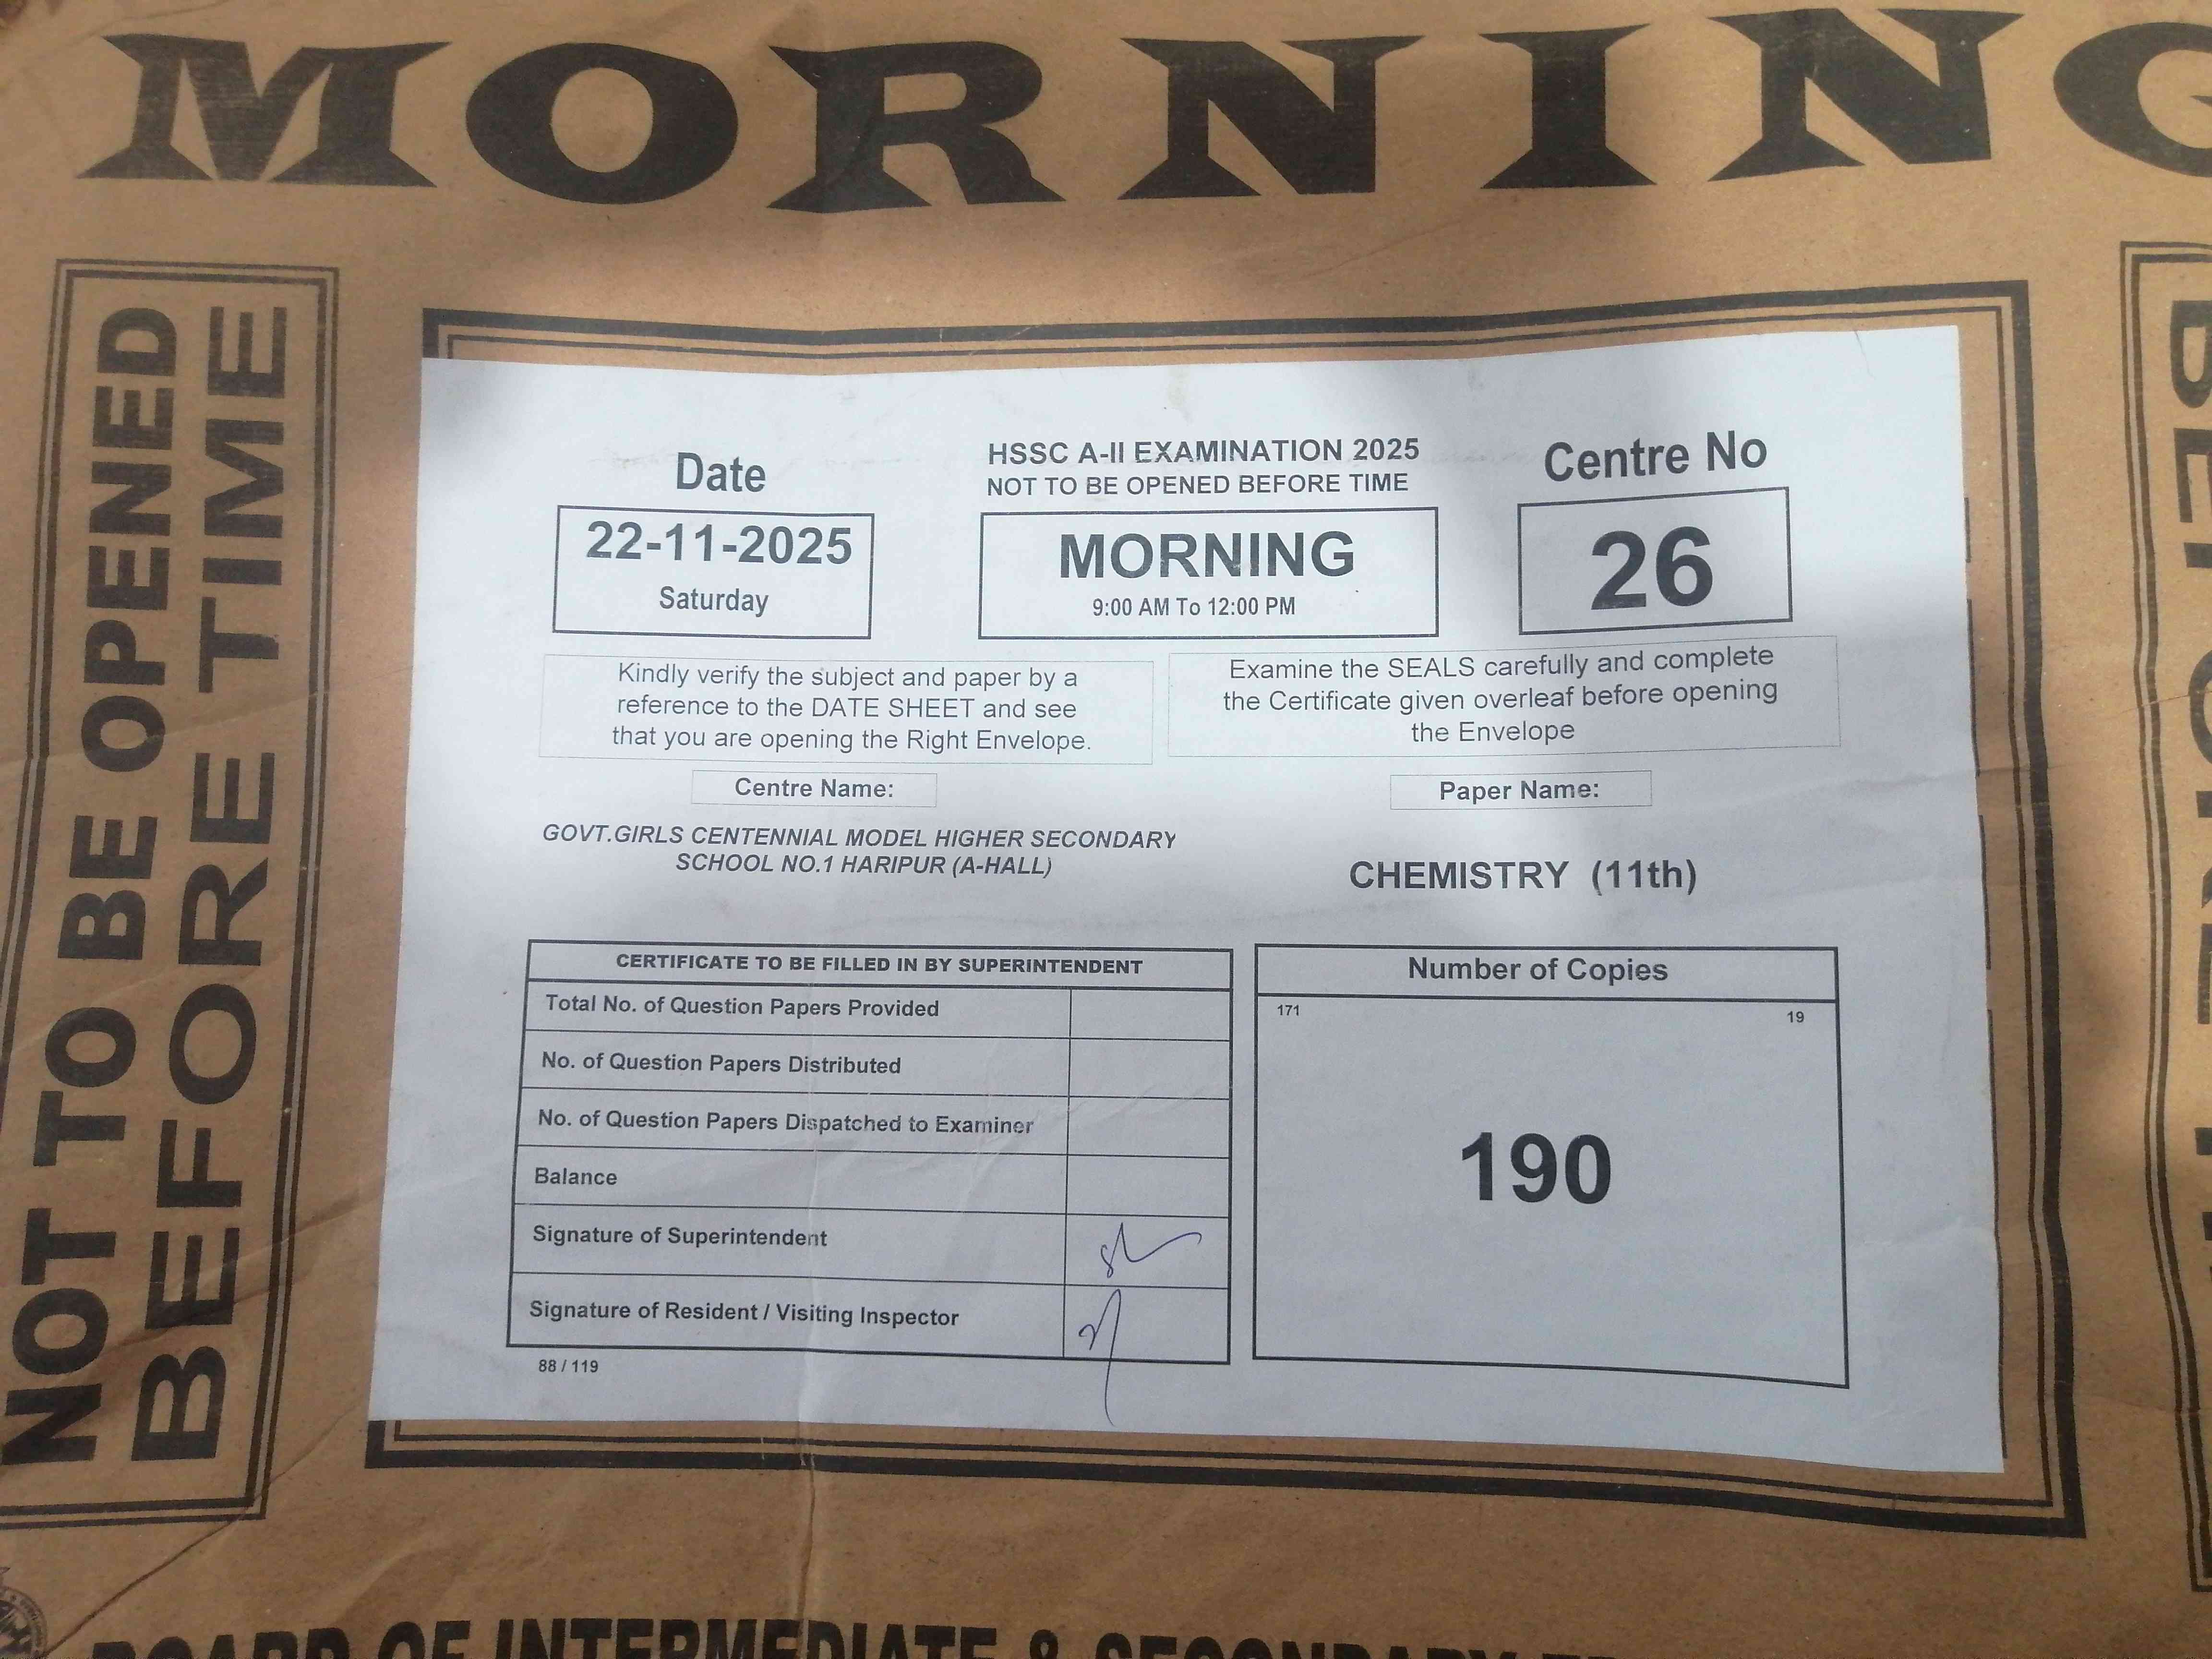 MORNING
NOT TO BE OPENED
BEFORE TIME
Date
22-11-2025
Saturday
HSSC A-II EXAMINATION 2025
NOT TO BE OPENED BEFORE TIME
MORNING
9:00 AM To 12:00 PM
Centre No
26
Kindly verify the subject and paper by a
reference to the DATE SHEET and see
that you are opening the Right Envelope.
Examine the SEALS carefully and complete
the Certificate given overleaf before opening
the Envelope
Centre Name:
GOVT.GIRLS CENTENNIAL MODEL HIGHER SECONDARY
SCHOOL NO.1 HARIPUR (A-HALL)
Paper Name:
CHEMISTRY (11th)
CERTIFICATE TO BE FILLED IN BY SUPERINTENDENT
Total No. of Question Papers Provided
No. of Question Papers Distributed
No. of Question Papers Dispatched to Examiner
Balance
Signature of Superintendent
Signature of Resident / Visiting Inspector
88 / 119
Number of Copies
171
19
190
BOARD OF INTERMEDIATE & SECONDARY